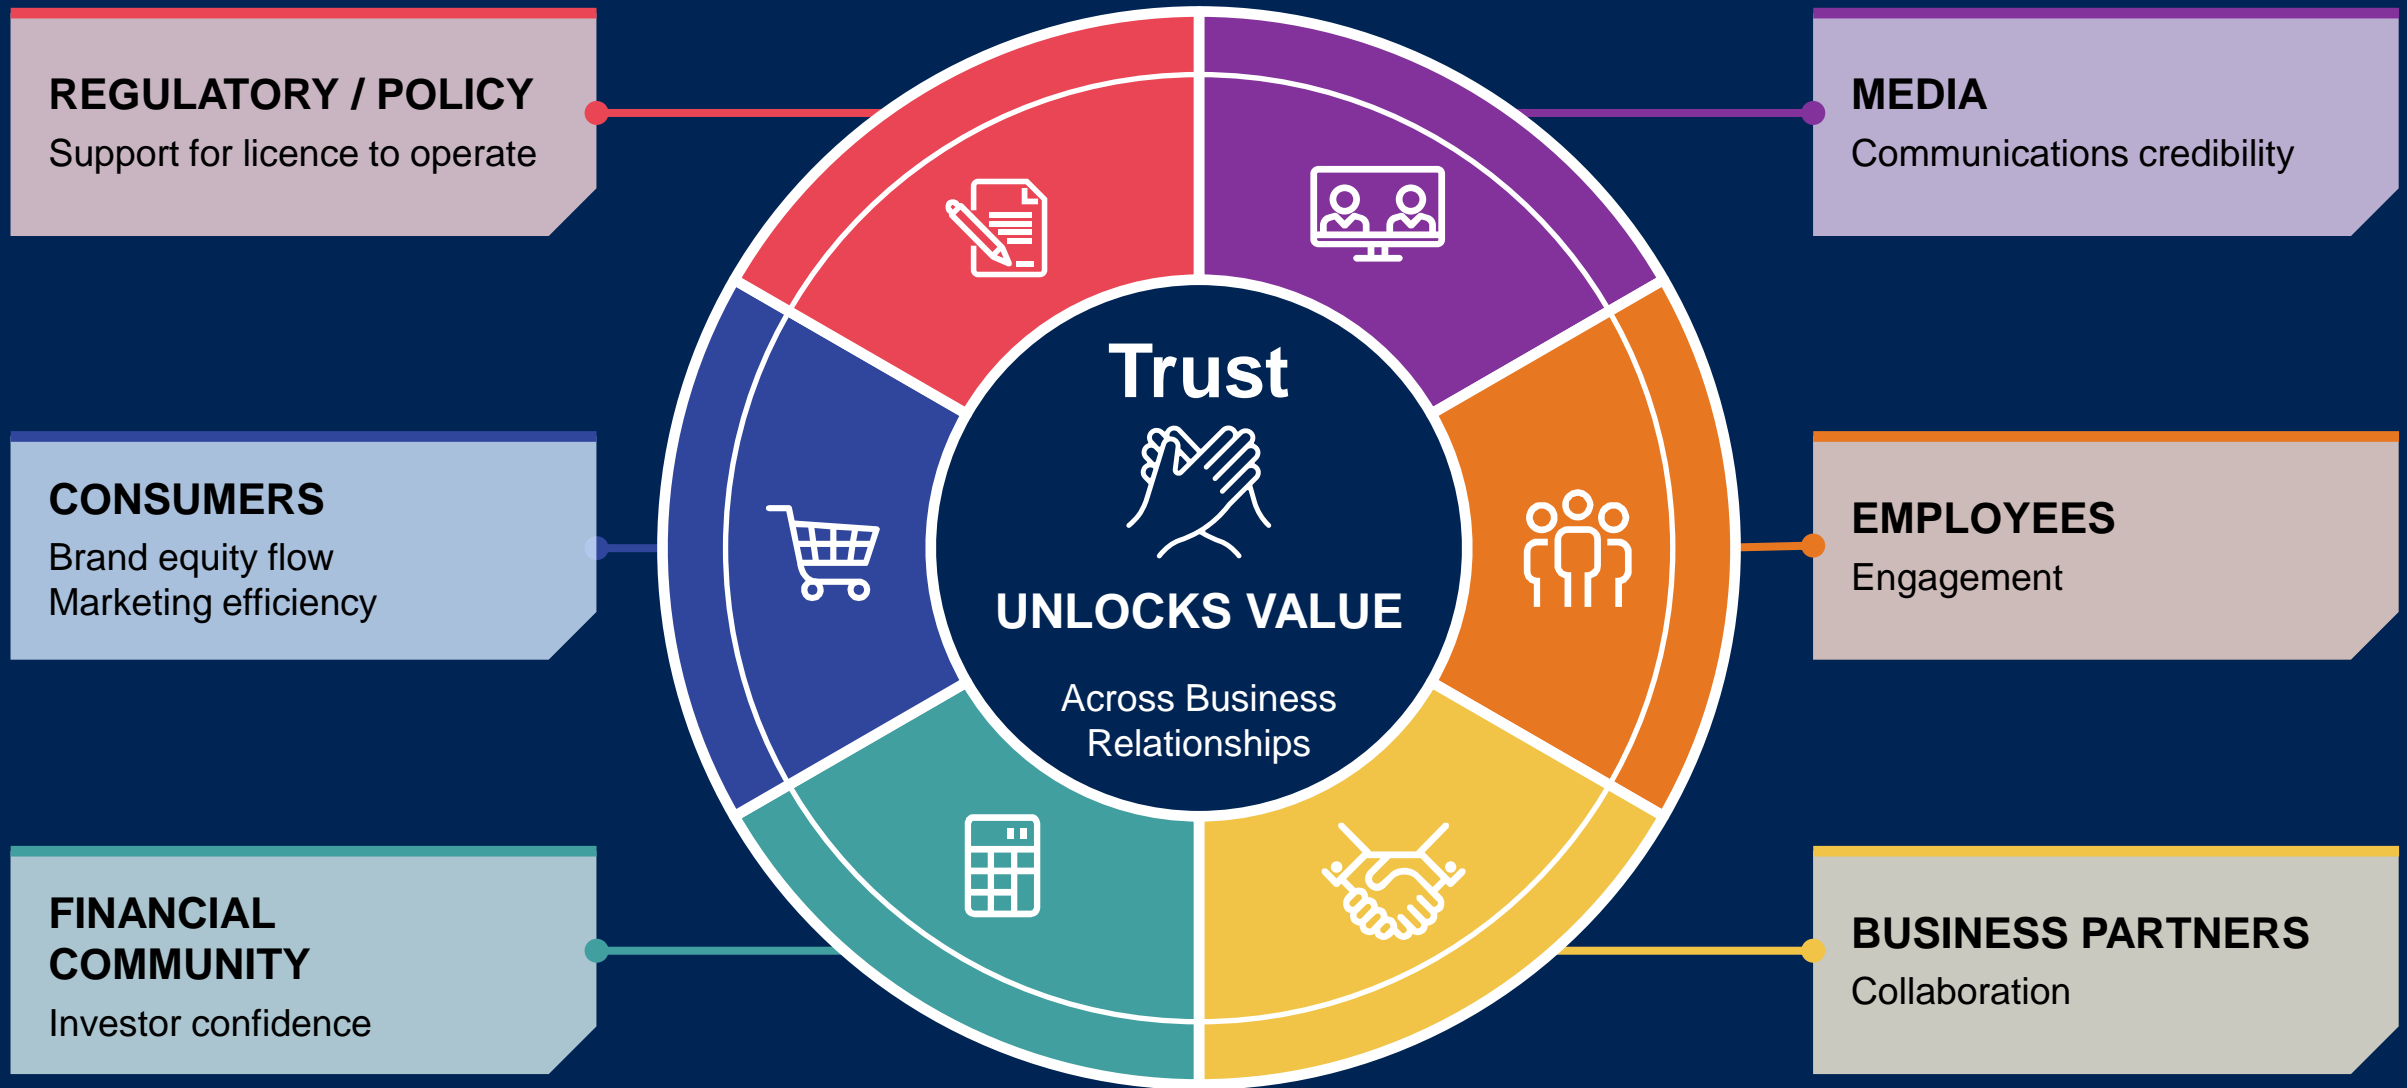 REGULATORY / POLICY
Support for licence to operate
MEDIA
Communications credibility
Trust
UNLOCKS VALUE
Across Business
Relationships
CONSUMERS
Brand equity flow
Marketing efficiency
EMPLOYEES
Engagement
FINANCIAL
COMMUNITY
Investor confidence
BUSINESS PARTNERS
Collaboration